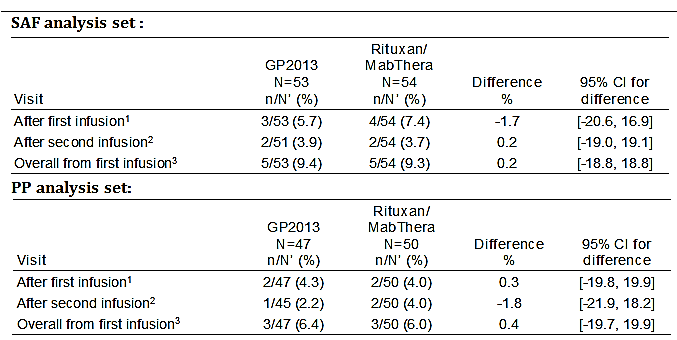 SAF analysis set :
Visit GP2013 N=53 n/N' (%) Rituxan/ MabThera N=54 n/N' (%) Difference % 95% CI for difference
After first infusion1 3/53 (5.7) 4/54 (7.4) -1.7 [-20.6, 16.9]
After second infusion2 2/51 (3.9) 2/54 (3.7) 0.2 [-19.0, 19.1]
Overall from first infusion3 5/53 (9.4) 5/54 (9.3) 0.2 [-18.8, 18.8]
PP analysis set:
Visit GP2013 N=47 n/N' (%) Rituxan/ MabThera N=50 n/N' (%) Difference % 95% CI for difference
After first infusion1 2/47 (4.3) 2/50 (4.0) 0.3 [-19.8, 19.9]
After second infusion2 1/45 (2.2) 2/50 (4.0) -1.8 [-21.9, 18.2]
Overall from first infusion3 3/47 (6.4) 3/50 (6.0) 0.4 [-19.7, 19.9]